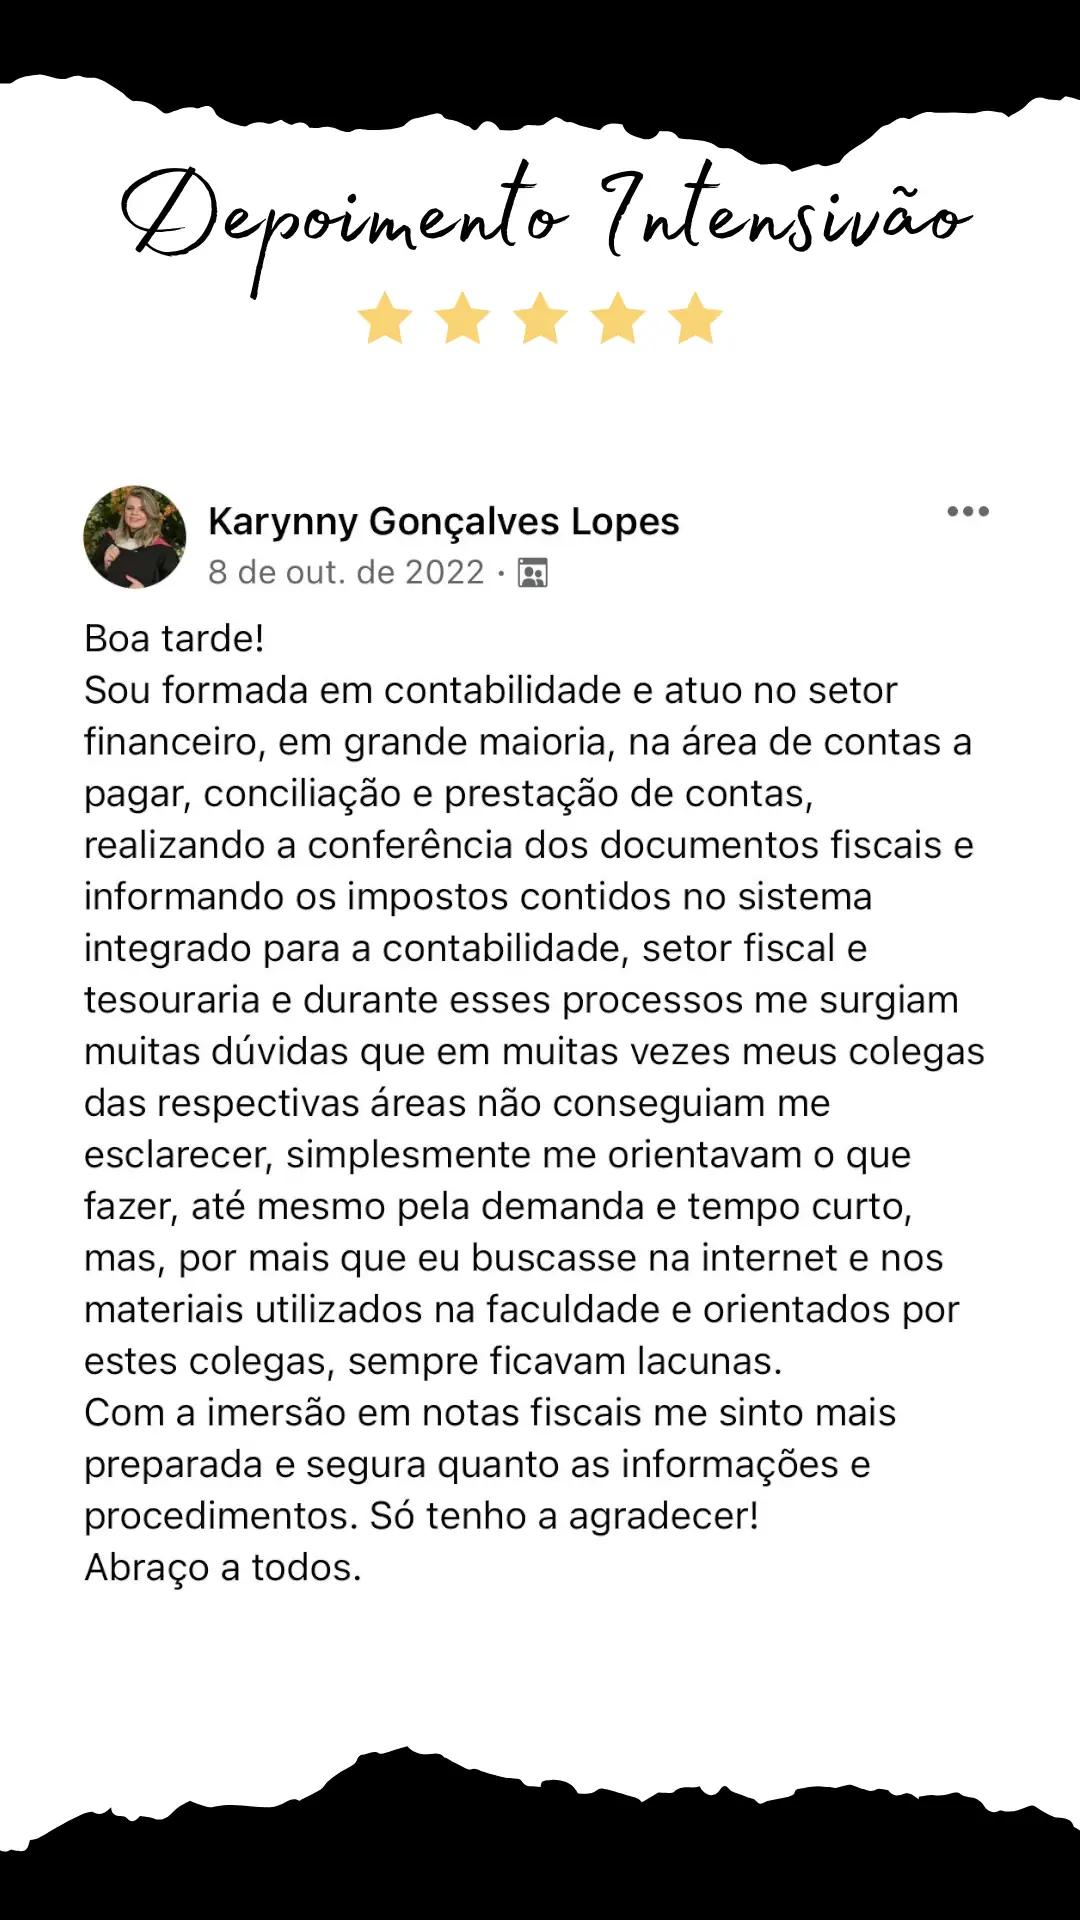 Depoimento Intensivão
Karynny Gonçalves Lopes
8 de out. de 2022 ·
Boa tarde!
Sou formada em contabilidade e atuo no setor
financeiro, em grande maioria, na área de contas a
pagar, conciliação e prestação de contas,
realizando a conferência dos documentos fiscais e
informando os impostos contidos no sistema
integrado para a contabilidade, setor fiscal e
tesouraria e durante esses processos me surgiam
muitas dúvidas que em muitas vezes meus colegas
das respectivas áreas não conseguiam me
esclarecer, simplesmente me orientavam o que
fazer, até mesmo pela demanda e tempo curto,
mas, por mais que eu buscasse na internet e nos
materiais utilizados na faculdade e orientados por
estes colegas, sempre ficavam lacunas.
Com a imersão em notas fiscais me sinto mais
preparada e segura quanto as informações e
procedimentos. Só tenho a agradecer!
Abraço a todos.